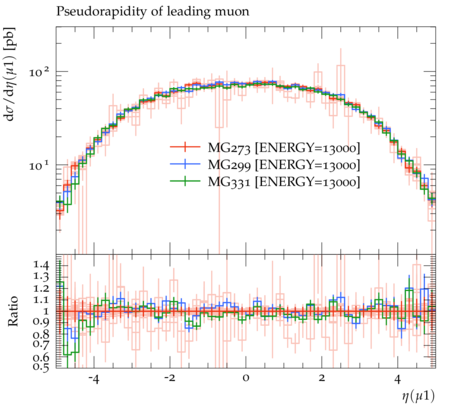 Pseudorapidity of leading muon
dσ/dη(μ1) [pb]
10²
10¹
MG273 [ENERGY=13000]
MG299 [ENERGY=13000]
MG331 [ENERGY=13000]
Ratio
1.4
1.3
1.2
1.1
1
0.9
0.8
0.7
0.6
0.5
-4 -2 0 2 4
η(μ1)